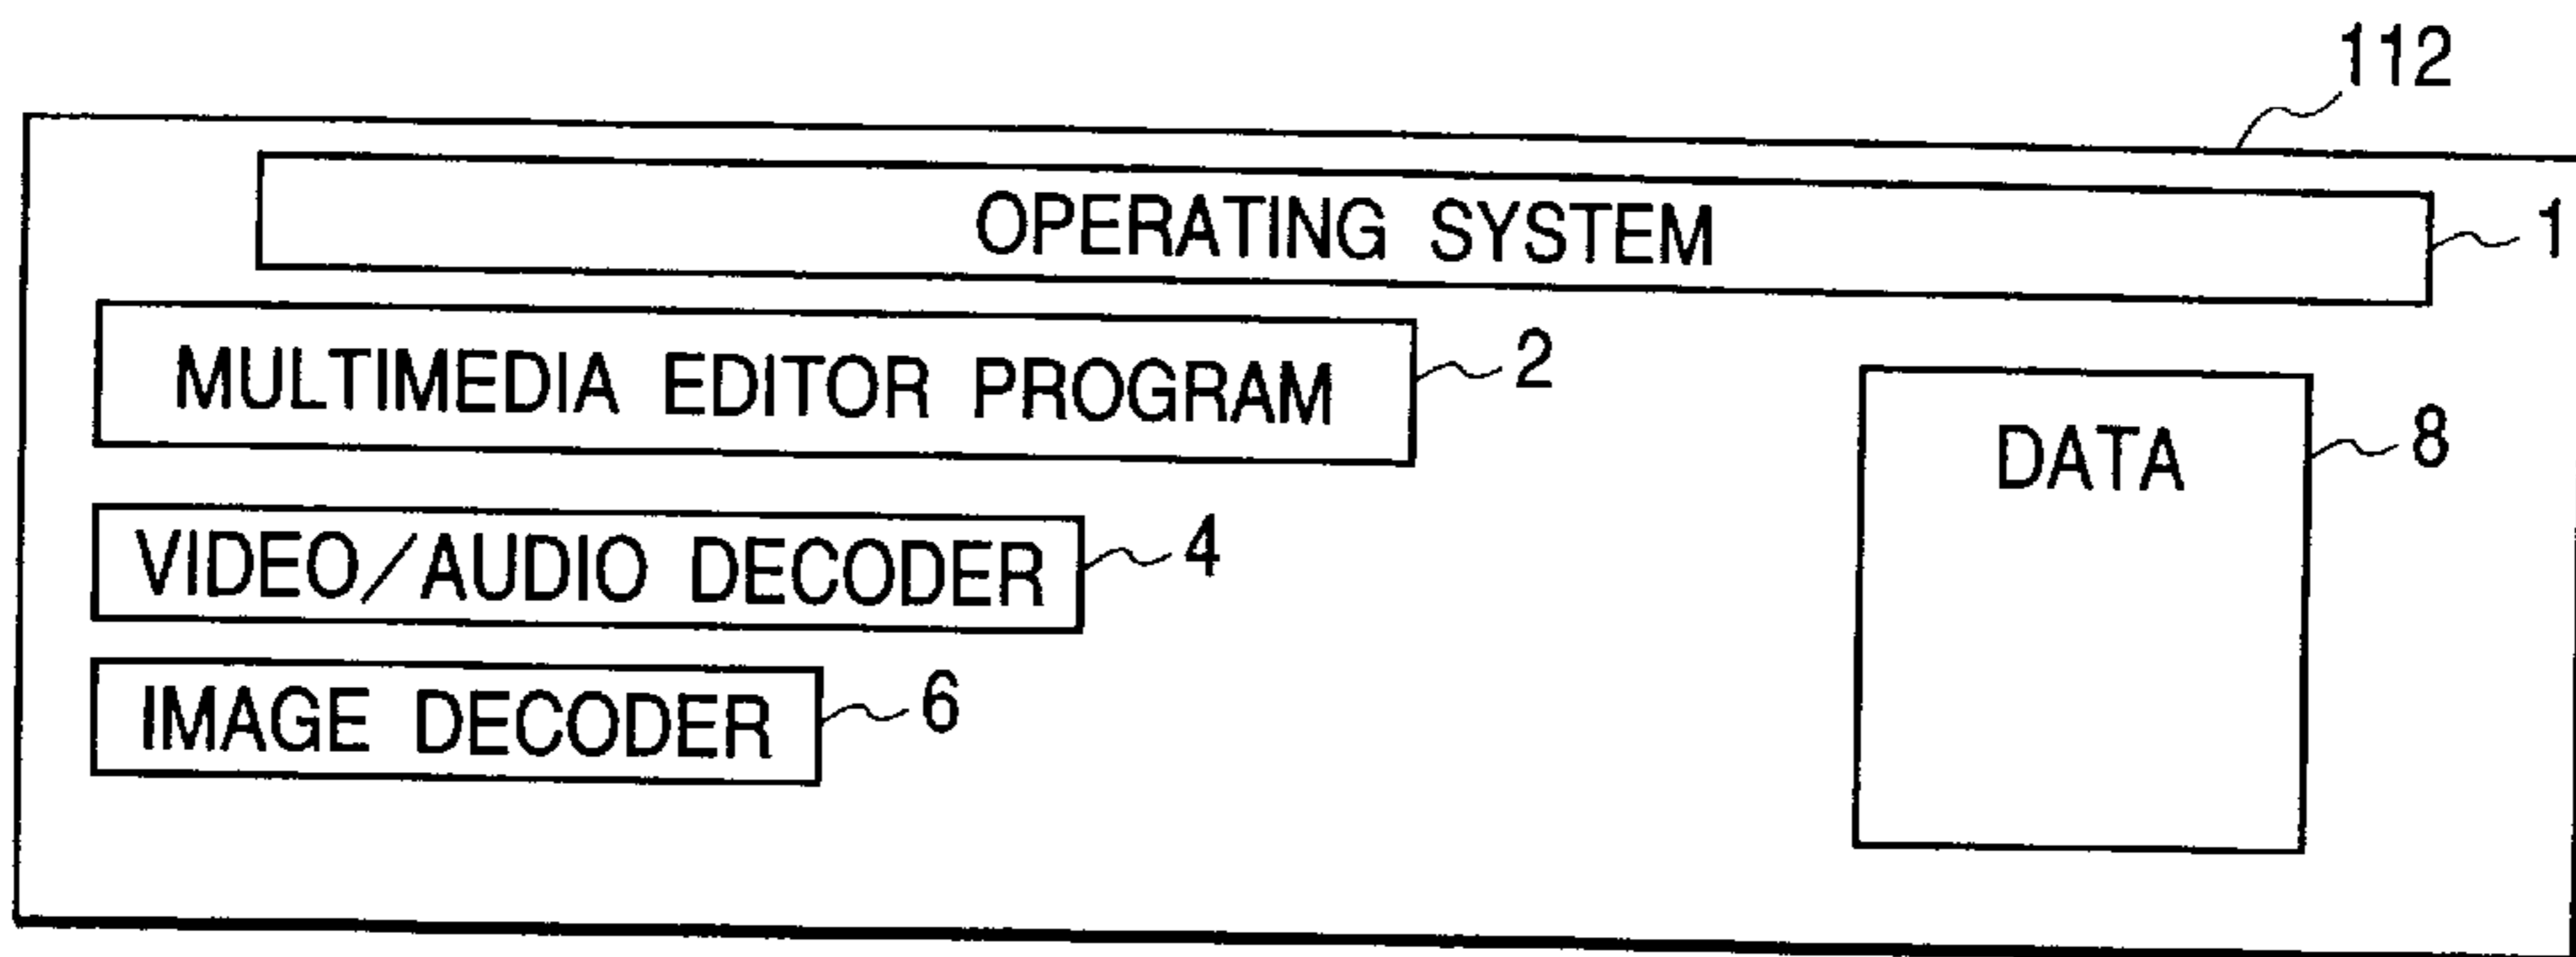 112
OPERATING SYSTEM
1
MULTIMEDIA EDITOR PROGRAM
2
DATA
8
VIDEO/AUDIO DECODER
4
IMAGE DECODER
6